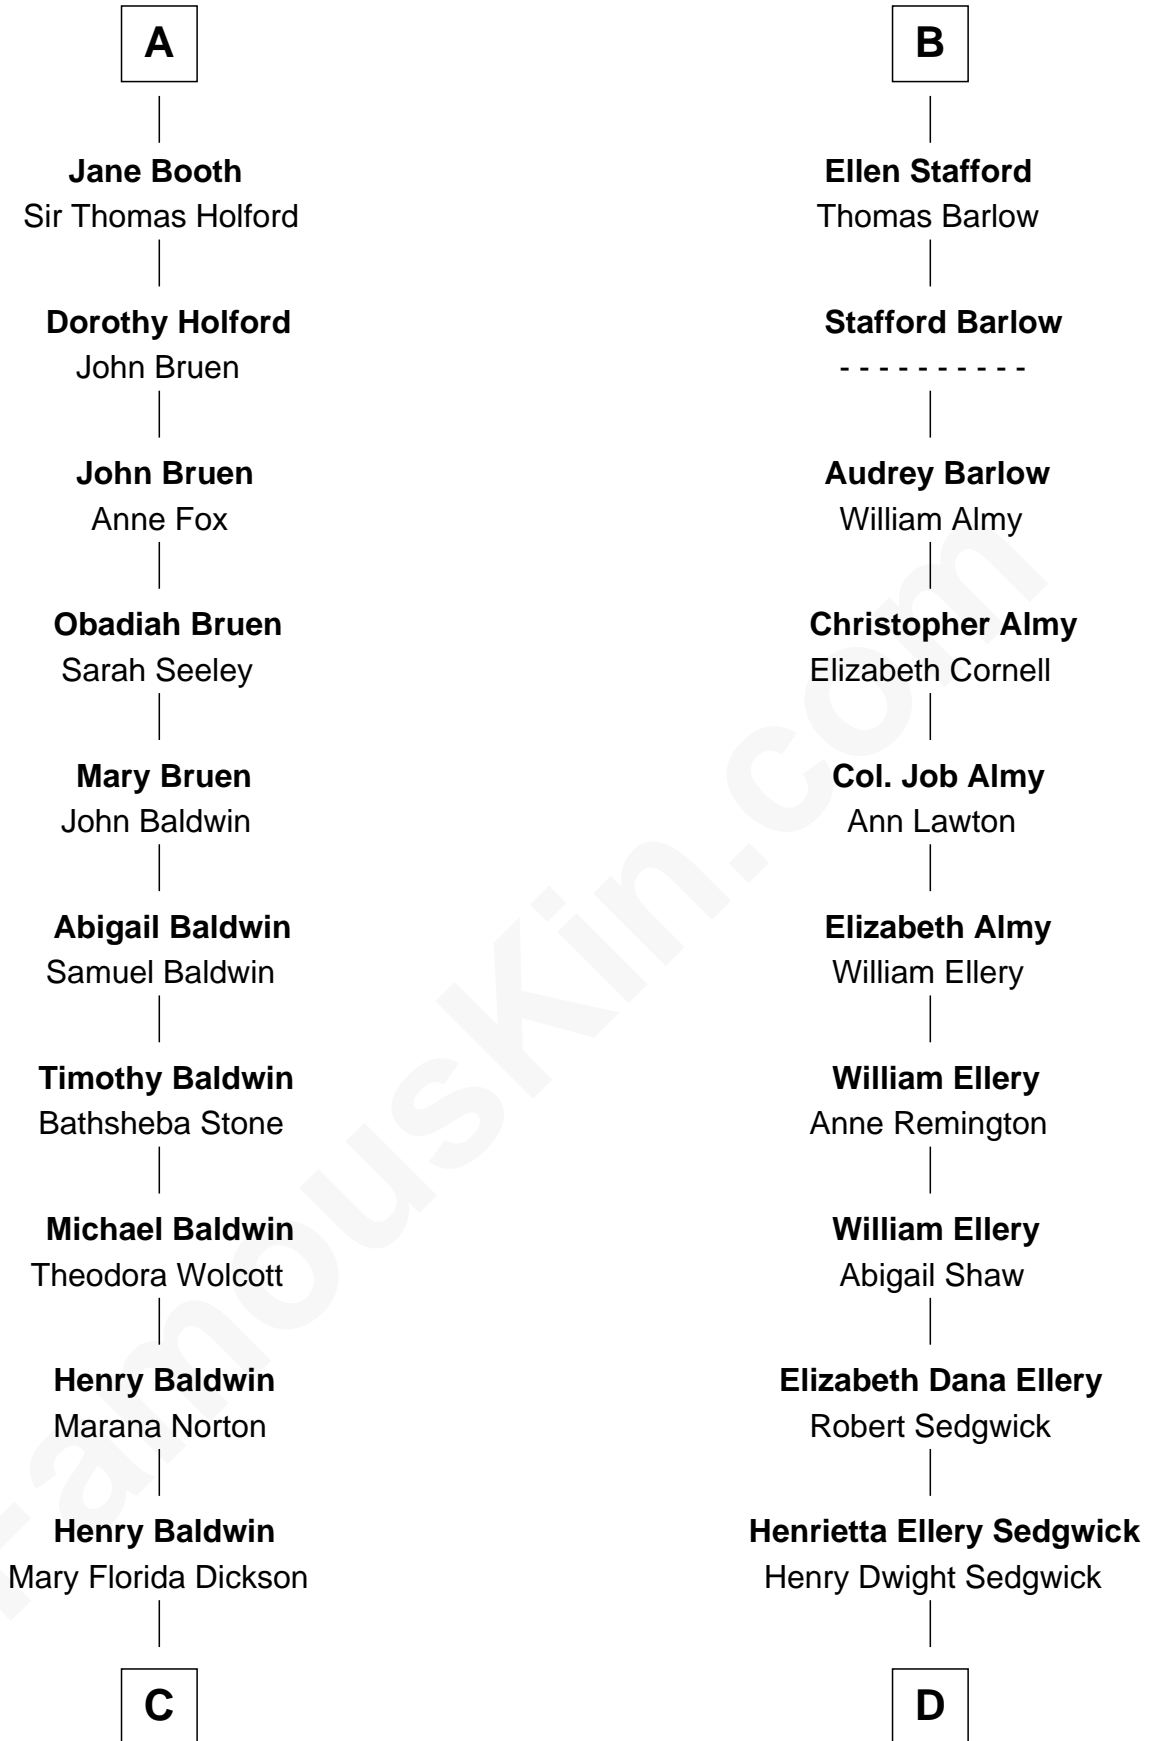 A
Jane Booth
Sir Thomas Holford
Dorothy Holford
John Bruen
John Bruen
Anne Fox
Obadiah Bruen
Sarah Seeley
Mary Bruen
John Baldwin
Abigail Baldwin
Samuel Baldwin
Timothy Baldwin
Bathsheba Stone
Michael Baldwin
Theodora Wolcott
Henry Baldwin
Marana Norton
Henry Baldwin
Mary Florida Dickson
C
B
Ellen Stafford
Thomas Barlow
Stafford Barlow
- - - - - - - - - -
Audrey Barlow
William Almy
Christopher Almy
Elizabeth Cornell
Col. Job Almy
Ann Lawton
Elizabeth Almy
William Ellery
William Ellery
Anne Remington
William Ellery
Abigail Shaw
Elizabeth Dana Ellery
Robert Sedgwick
Henrietta Ellery Sedgwick
Henry Dwight Sedgwick
D
FamousKin.com